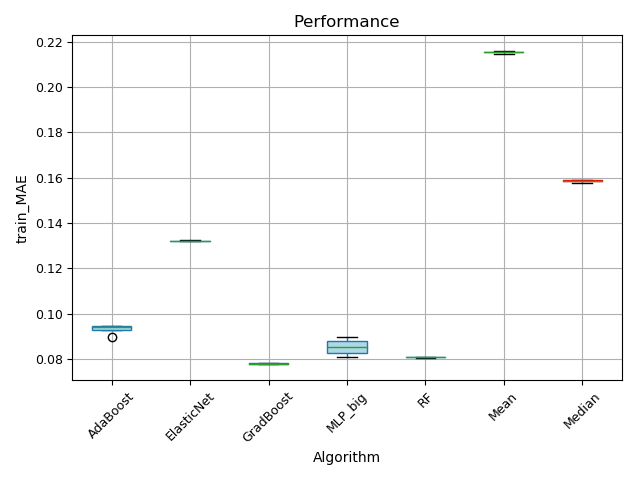 Performance
0.22
0.20
0.18
0.16
0.14
0.12
0.10
0.08
train_MAE
AdaBoost
ElasticNet
GradBoost
MLP_big
RF
Mean
Median
Algorithm